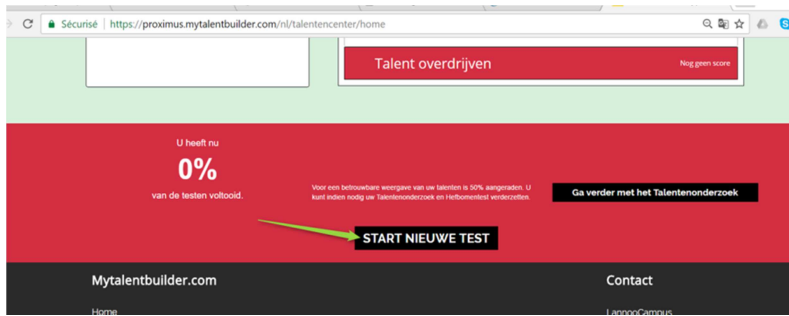 Sécurisé | https://proximus.mytalentbuilder.com/nl/talentencenter/home
Talent overdrijven
Nog geen score
U heeft nu
0%
van de testen voltooid.
Voor een betrouwbare weergave van uw talenten is 50% aangeraden. U
kunt indien nodig uw Talentenonderzoek en Hefbomentest verderzetten.
Ga verder met het Talentenonderzoek
START NIEUWE TEST
Mytalentbuilder.com
Contact
Home
LannooCampus